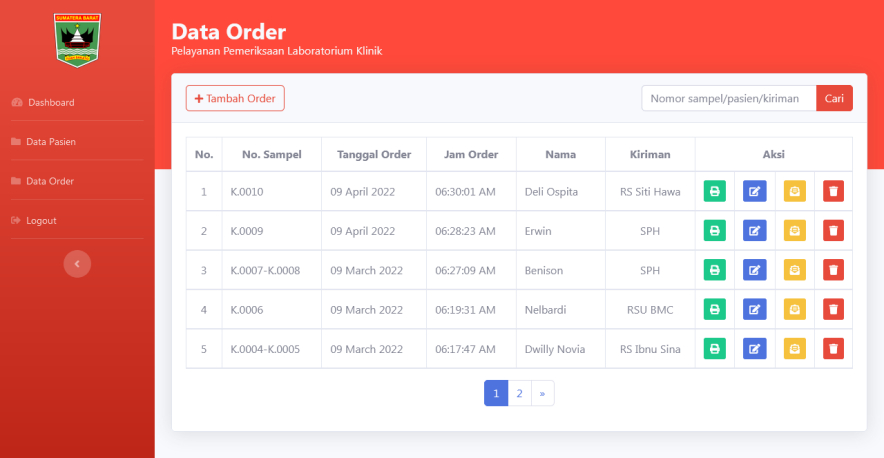 SUMATERA BARAT
Data Order
Pelayanan Pemeriksaan Laboratorium Klinik
Dashboard
Data Pasien
Data Order
Logout
Tambah Order
Nomor sampel/pasien/kiriman Cari
No. No. Sampel Tanggal Order Jam Order Nama Kiriman Aksi
1 K.0010 09 April 2022 06:30:01 AM Deli Ospita RS Siti Hawa
2 K.0009 09 April 2022 06:28:23 AM Erwin SPH
3 K.0007-K.0008 09 March 2022 06:27:09 AM Benison SPH
4 K.0006 09 March 2022 06:19:31 AM Nelbardi RSU BMC
5 K.0004-K.0005 09 March 2022 06:17:47 AM Dwilly Novia RS Ibnu Sina
1 2 »